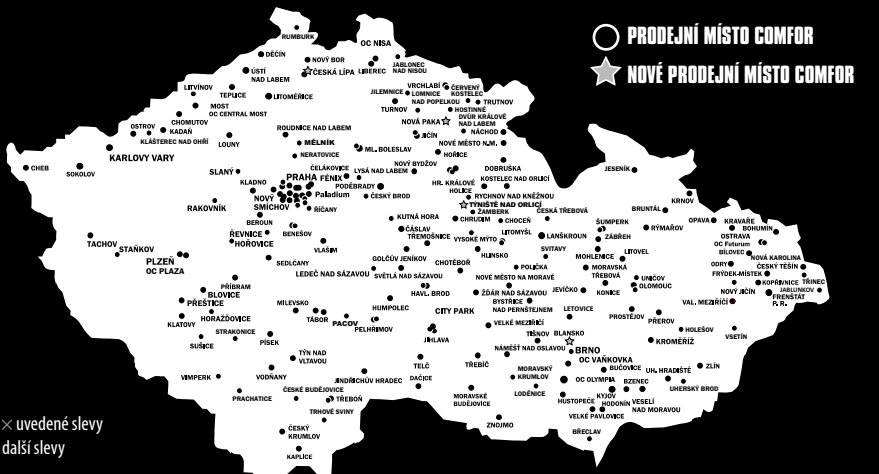 PRODEJNÍ MÍSTO COMFOR
NOVÉ PRODEJNÍ MÍSTO COMFOR
RUMBURK
DĚČÍN
NOVÝ BOR
OC NISA
ÚSTÍ
NAD LABEM
ČESKÁ LÍPA
LIBEREC
JABLONEC
NAD NISOU
LITVÍNOV
TEPLICE
LITOMĚŘICE
JILEMNICE
VRCHLABÍ
LOMNICE
NAD POPELKOU
ČERVENÝ
KOSTELEC
TRUTNOV
MOST
OC CENTRAL MOST
TURNOV
HOSTINNÉ
CHOMUTOV
KADAŇ
OSTROV
KLÁŠTEREC NAD OHŘÍ
ROUDNICE NAD LABEM
NOVÁ PAKA
DVŮR KRÁLOVÉ
NAD LABEM
LOUNY
MĚLNÍK
JIČÍN
NÁCHOD
KARLOVY VARY
NERATOVICE
ML. BOLESLAV
NOVÉ MĚSTO N.M.
HOŘICE
CHEB
SOKOLOV
SLANÝ
ČELÁKOVICE
LYSÁ NAD LABEM
NOVÝ BYDŽOV
DOBRUŠKA
JESENÍK
KLADNO
PRAHA FÉNIX
PODĚBRADY
HR. KRÁLOVÉ
KOSTELEC NAD ORLICÍ
HOLICE
RYCHNOV NAD KNĚŽNOU
KRNOV
RAKOVNÍK
NOVÝ
SMÍCHOV
Paladium
ČESKÝ BROD
TÝNIŠTĚ NAD ORLICÍ
BRUNTÁL
ŘÍČANY
ŽAMBERK
BEROUN
KUTNÁ HORA
CHRUDIM
CHOCEŇ
ČESKÁ TŘEBOVÁ
OPAVA
KRAVAŘE
BOHUMÍN
ŘEVNICE
BENEŠOV
ČÁSLAV
TŘEMOŠNICE
LITOMYŠL
ŠUMPERK
RÝMAŘOV
OSTRAVA
OC Futurum
TACHOV
STAŇKOV
HOŘOVICE
VLAŠIM
VYSOKÉ MÝTO
LANŠKROUN
ZÁBŘEH
BÍLOVEC
NOVÁ KAROLINA
PLZEŇ
OC PLAZA
SEDLČANY
GOLČŮV JENÍKOV
CHOTĚBOŘ
HLINSKO
SVITAVY
MOHLENICE
LITOVEL
ODRY
ČESKÝ TĚŠÍN
LEDEČ NAD SÁZAVOU
SVĚTLÁ NAD SÁZAVOU
POLIČKA
MORAVSKÁ
TŘEBOVÁ
UNIČOV
OLOMOUC
FRÝDEK-MÍSTEK
KOPŘIVNICE
TŘINEC
PŘÍBRAM
BLOVICE
NOVÉ MĚSTO NA MORAVĚ
KONICE
NOVÝ JIČÍN
JABLUNKOV
FRENŠTÁT
P. R.
PŘEŠTICE
MILEVSKO
HAVL. BROD
ŽĎÁR NAD SÁZAVOU
JEVÍČKO
VAL. MEZIŘÍČÍ
HORAŽĎOVICE
HUMPOLEC
CITY PARK
BYSTŘICE
NAD PERNŠTEJNEM
LETOVICE
PROSTĚJOV
PŘEROV
KLATOVY
TÁBOR
PACOV
PELHŘIMOV
VELKÉ MEZIŘÍČÍ
HOLEŠOV
VSETÍN
SUŠICE
STRAKONICE
PÍSEK
JIHLAVA
TIŠNOV
BLANSKO
KROMĚŘÍŽ
TÝN NAD
VLTAVOU
NÁMĚŠŤ NAD OSLAVOU
BRNO
OC VAŇKOVKA
VIMPERK
VODŇANY
JINDŘICHŮV HRADEC
TELČ
TŘEBÍČ
BUČOVICE
UH. HRADIŠTĚ
ZLÍN
DAČICE
MORAVSKÝ
KRUMLOV
OC OLYMPIA
BZENEC
UHERSKÝ BROD
PRACHATICE
ČESKÉ BUDĚJOVICE
TŘEBOŇ
MORAVSKÉ
BUDĚJOVICE
LODĚNICE
HUSTOPEČE
KYJOV
HODONÍN
VESELÍ
NAD MORAVOU
TRHOVÉ SVINY
VELKÉ PAVLOVICE
× uvedené slevy
ČESKÝ
KRUMLOV
ZNOJMO
BŘECLAV
další slevy
KAPLICE